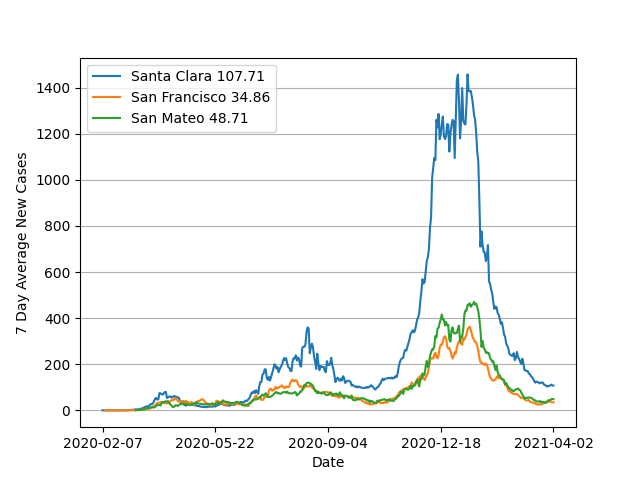 Santa Clara 107.71
San Francisco 34.86
San Mateo 48.71
1400
1200
1000
800
600
400
200
0
7 Day Average New Cases
2020-02-07 2020-05-22 2020-09-04 2020-12-18 2021-04-02
Date